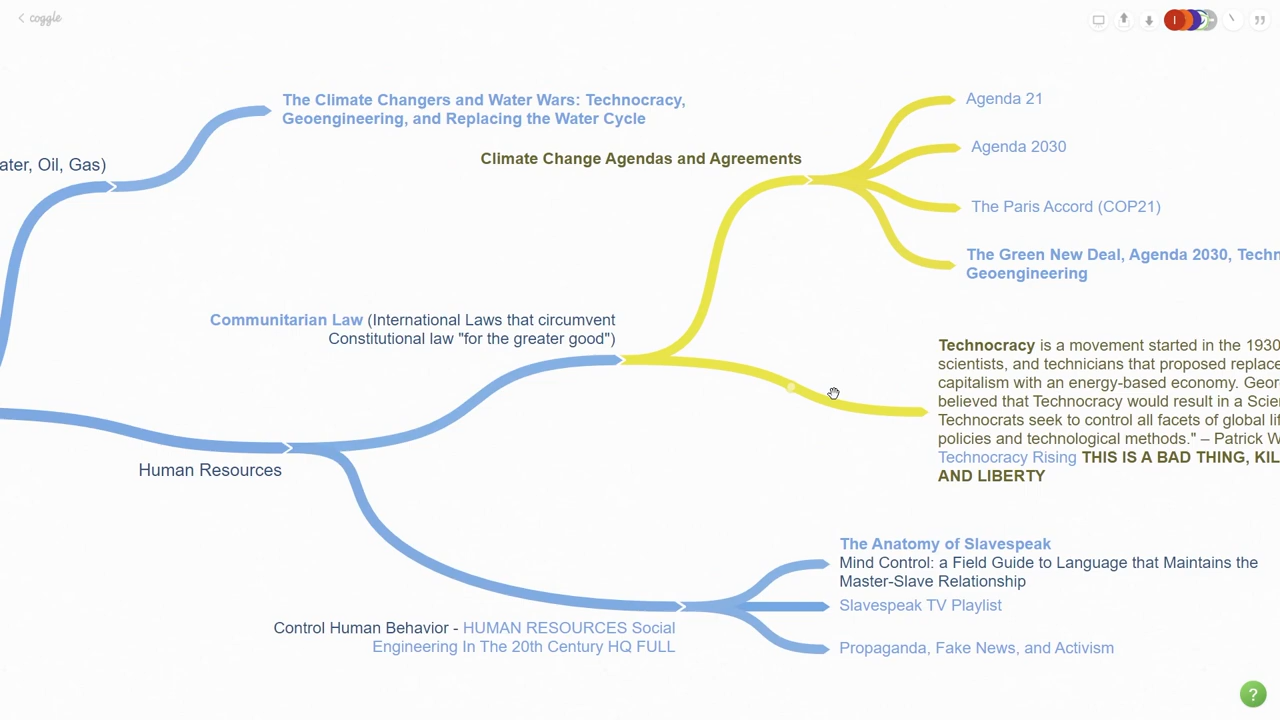 coggle
The Climate Changers and Water Wars: Technocracy,
Geoengineering, and Replacing the Water Cycle
ater, Oil, Gas)
Climate Change Agendas and Agreements
Agenda 21
Agenda 2030
The Paris Accord (COP21)
The Green New Deal, Agenda 2030, Techn
Geoengineering
Communitarian Law (International Laws that circumvent
Constitutional law "for the greater good")
Technocracy is a movement started in the 1930
scientists, and technicians that proposed replace
capitalism with an energy-based economy. Geor
believed that Technocracy would result in a Scie
Technocrats seek to control all facets of global lif
policies and technological methods." – Patrick W
Technocracy Rising THIS IS A BAD THING, KIL
AND LIBERTY
Human Resources
The Anatomy of Slavespeak
Mind Control: a Field Guide to Language that Maintains the
Master-Slave Relationship
Slavespeak TV Playlist
Propaganda, Fake News, and Activism
Control Human Behavior - HUMAN RESOURCES Social
Engineering In The 20th Century HQ FULL
?